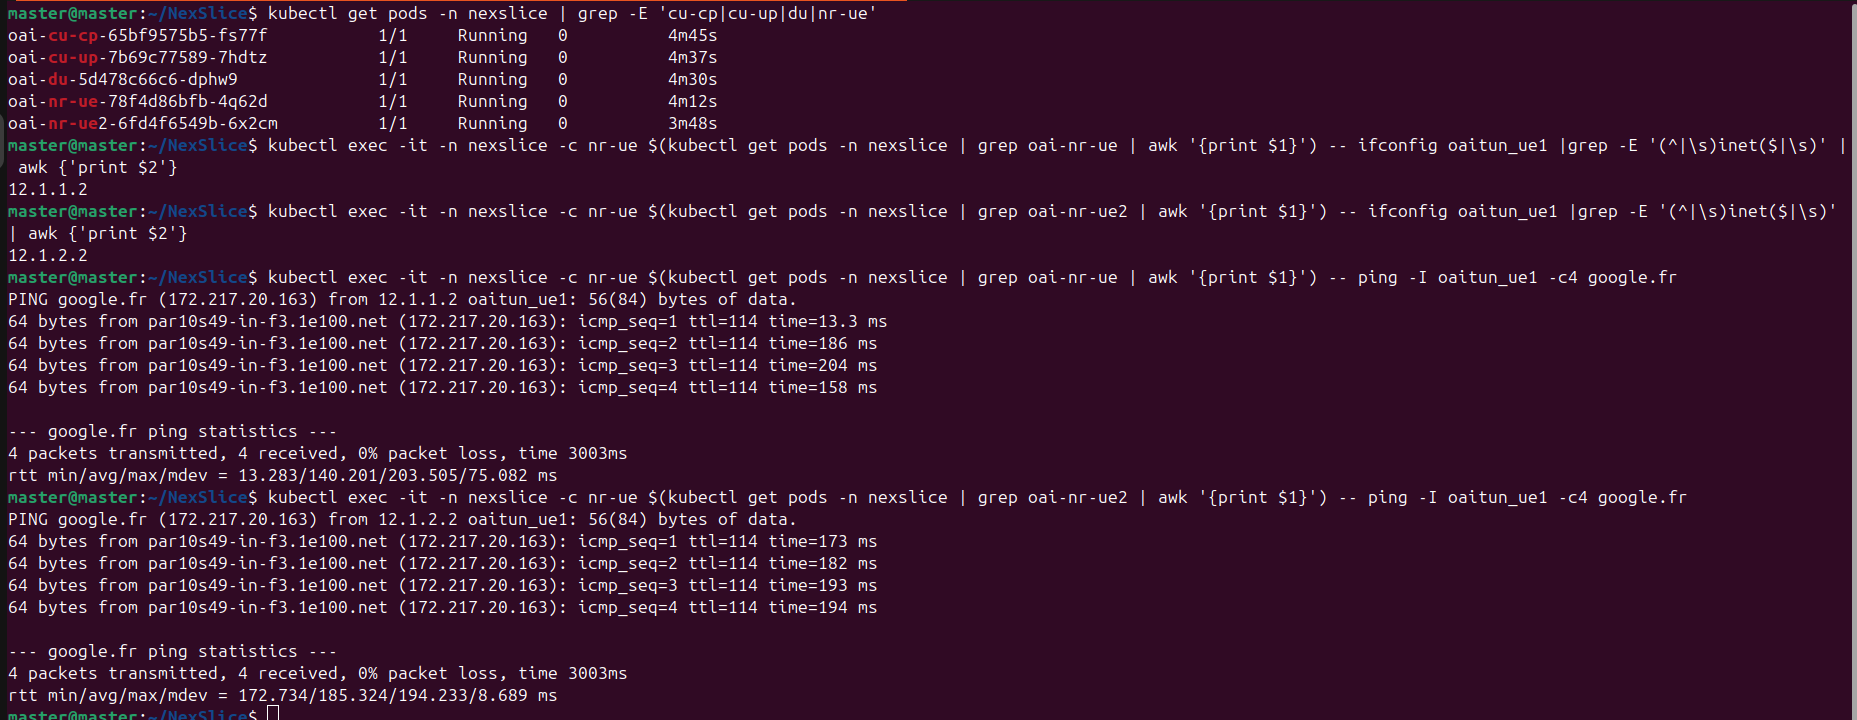 master@master:~/NexSlice$ kubectl get pods -n nexslice | grep -E 'cu-cp|cu-up|du|nr-ue'
oai-cu-cp-65bf9575b5-fs77f           1/1     Running   0          4m45s
oai-cu-up-7b69c77589-7hdtz           1/1     Running   0          4m37s
oai-du-5d478c66c6-dphw9              1/1     Running   0          4m30s
oai-nr-ue-78f4d86bfb-4q62d           1/1     Running   0          4m12s
oai-nr-ue2-6fd4f6549b-6x2cm          1/1     Running   0          3m48s
master@master:~/NexSlice$ kubectl exec -it -n nexslice -c nr-ue $(kubectl get pods -n nexslice | grep oai-nr-ue | awk '{print $1}') -- ifconfig oaitun_ue1 |grep -E '(^|\s)inet($|\s)' |
 awk {'print $2'}
12.1.1.2
master@master:~/NexSlice$ kubectl exec -it -n nexslice -c nr-ue $(kubectl get pods -n nexslice | grep oai-nr-ue2 | awk '{print $1}') -- ifconfig oaitun_ue1 |grep -E '(^|\s)inet($|\s)'
| awk {'print $2'}
12.1.2.2
master@master:~/NexSlice$ kubectl exec -it -n nexslice -c nr-ue $(kubectl get pods -n nexslice | grep oai-nr-ue | awk '{print $1}') -- ping -I oaitun_ue1 -c4 google.fr
PING google.fr (172.217.20.163) from 12.1.1.2 oaitun_ue1: 56(84) bytes of data.
64 bytes from par10s49-in-f3.1e100.net (172.217.20.163): icmp_seq=1 ttl=114 time=13.3 ms
64 bytes from par10s49-in-f3.1e100.net (172.217.20.163): icmp_seq=2 ttl=114 time=186 ms
64 bytes from par10s49-in-f3.1e100.net (172.217.20.163): icmp_seq=3 ttl=114 time=204 ms
64 bytes from par10s49-in-f3.1e100.net (172.217.20.163): icmp_seq=4 ttl=114 time=158 ms

--- google.fr ping statistics ---
4 packets transmitted, 4 received, 0% packet loss, time 3003ms
rtt min/avg/max/mdev = 13.283/140.201/203.505/75.082 ms
master@master:~/NexSlice$ kubectl exec -it -n nexslice -c nr-ue $(kubectl get pods -n nexslice | grep oai-nr-ue2 | awk '{print $1}') -- ping -I oaitun_ue1 -c4 google.fr
PING google.fr (172.217.20.163) from 12.1.2.2 oaitun_ue1: 56(84) bytes of data.
64 bytes from par10s49-in-f3.1e100.net (172.217.20.163): icmp_seq=1 ttl=114 time=173 ms
64 bytes from par10s49-in-f3.1e100.net (172.217.20.163): icmp_seq=2 ttl=114 time=182 ms
64 bytes from par10s49-in-f3.1e100.net (172.217.20.163): icmp_seq=3 ttl=114 time=193 ms
64 bytes from par10s49-in-f3.1e100.net (172.217.20.163): icmp_seq=4 ttl=114 time=194 ms

--- google.fr ping statistics ---
4 packets transmitted, 4 received, 0% packet loss, time 3003ms
rtt min/avg/max/mdev = 172.734/185.324/194.233/8.689 ms
master@master:~/NexSlice$